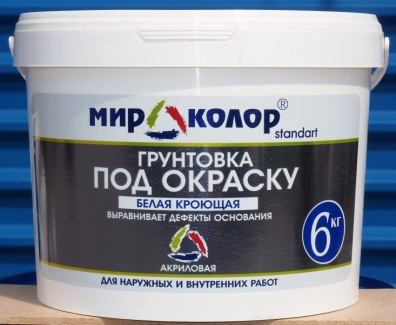 МИР КОЛОР®
standart
ГРУНТОВКА
ПОД ОКРАСКУ
БЕЛАЯ КРОЮЩАЯ
ВЫРАВНИВАЕТ ДЕФЕКТЫ ОСНОВАНИЯ
6 КГ
АКРИЛОВАЯ
ДЛЯ НАРУЖНЫХ И ВНУТРЕННИХ РАБОТ